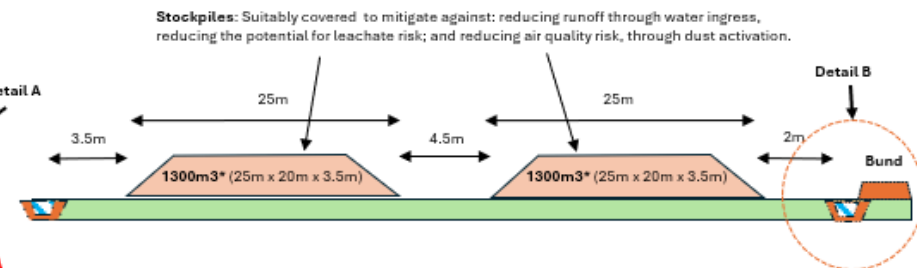 Stockpiles: Suitably covered to mitigate against: reducing runoff through water ingress,
reducing the potential for leachate risk; and reducing air quality risk, through dust activation.
Detail B
etail A
25m
25m
3.5m
4.5m
2m
Bund
1300m3* (25m x 20m x 3.5m)
1300m3* (25m x 20m x 3.5m)